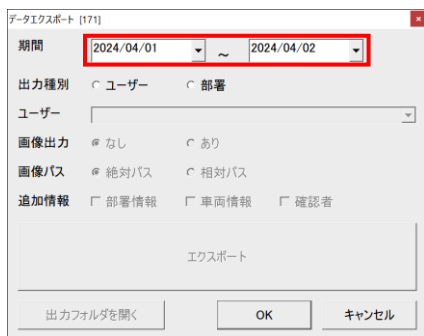 データエクスポート [171]
期間 2024/04/01 ～ 2024/04/02
出力種別 ユーザー 部署
ユーザー
画像出力 なし あり
画像パス 絶対パス 相対パス
追加情報 部署情報 車両情報 確認者
エクスポート
出力フォルダを開く OK キャンセル